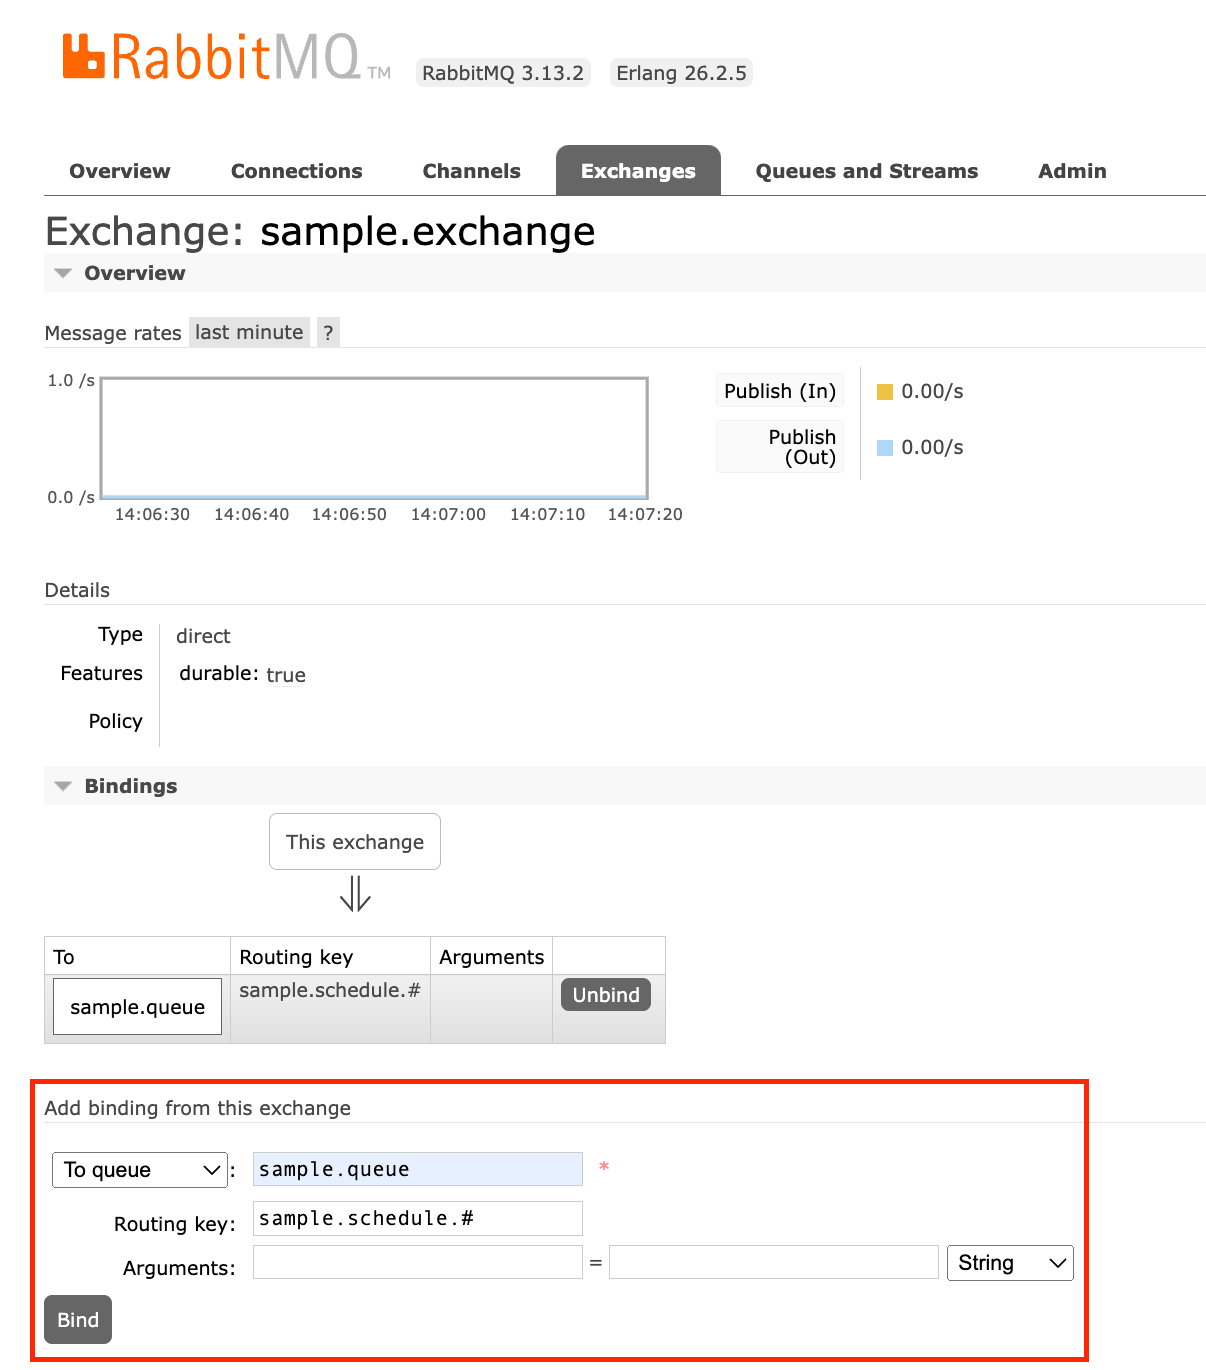 RabbitMQ TM RabbitMQ 3.13.2 Erlang 26.2.5
Overview Connections Channels Exchanges Queues and Streams Admin
Exchange: sample.exchange
Overview
Message rates last minute ?
1.0 /s
0.0 /s
14:06:30 14:06:40 14:06:50 14:07:00 14:07:10 14:07:20
Publish (In) 0.00/s
Publish
(Out) 0.00/s
Details
Type direct
Features durable: true
Policy
Bindings
This exchange
⇓
To Routing key Arguments
sample.queue sample.schedule.# Unbind
Add binding from this exchange
To queue : sample.queue *
Routing key: sample.schedule.#
Arguments: = String
Bind